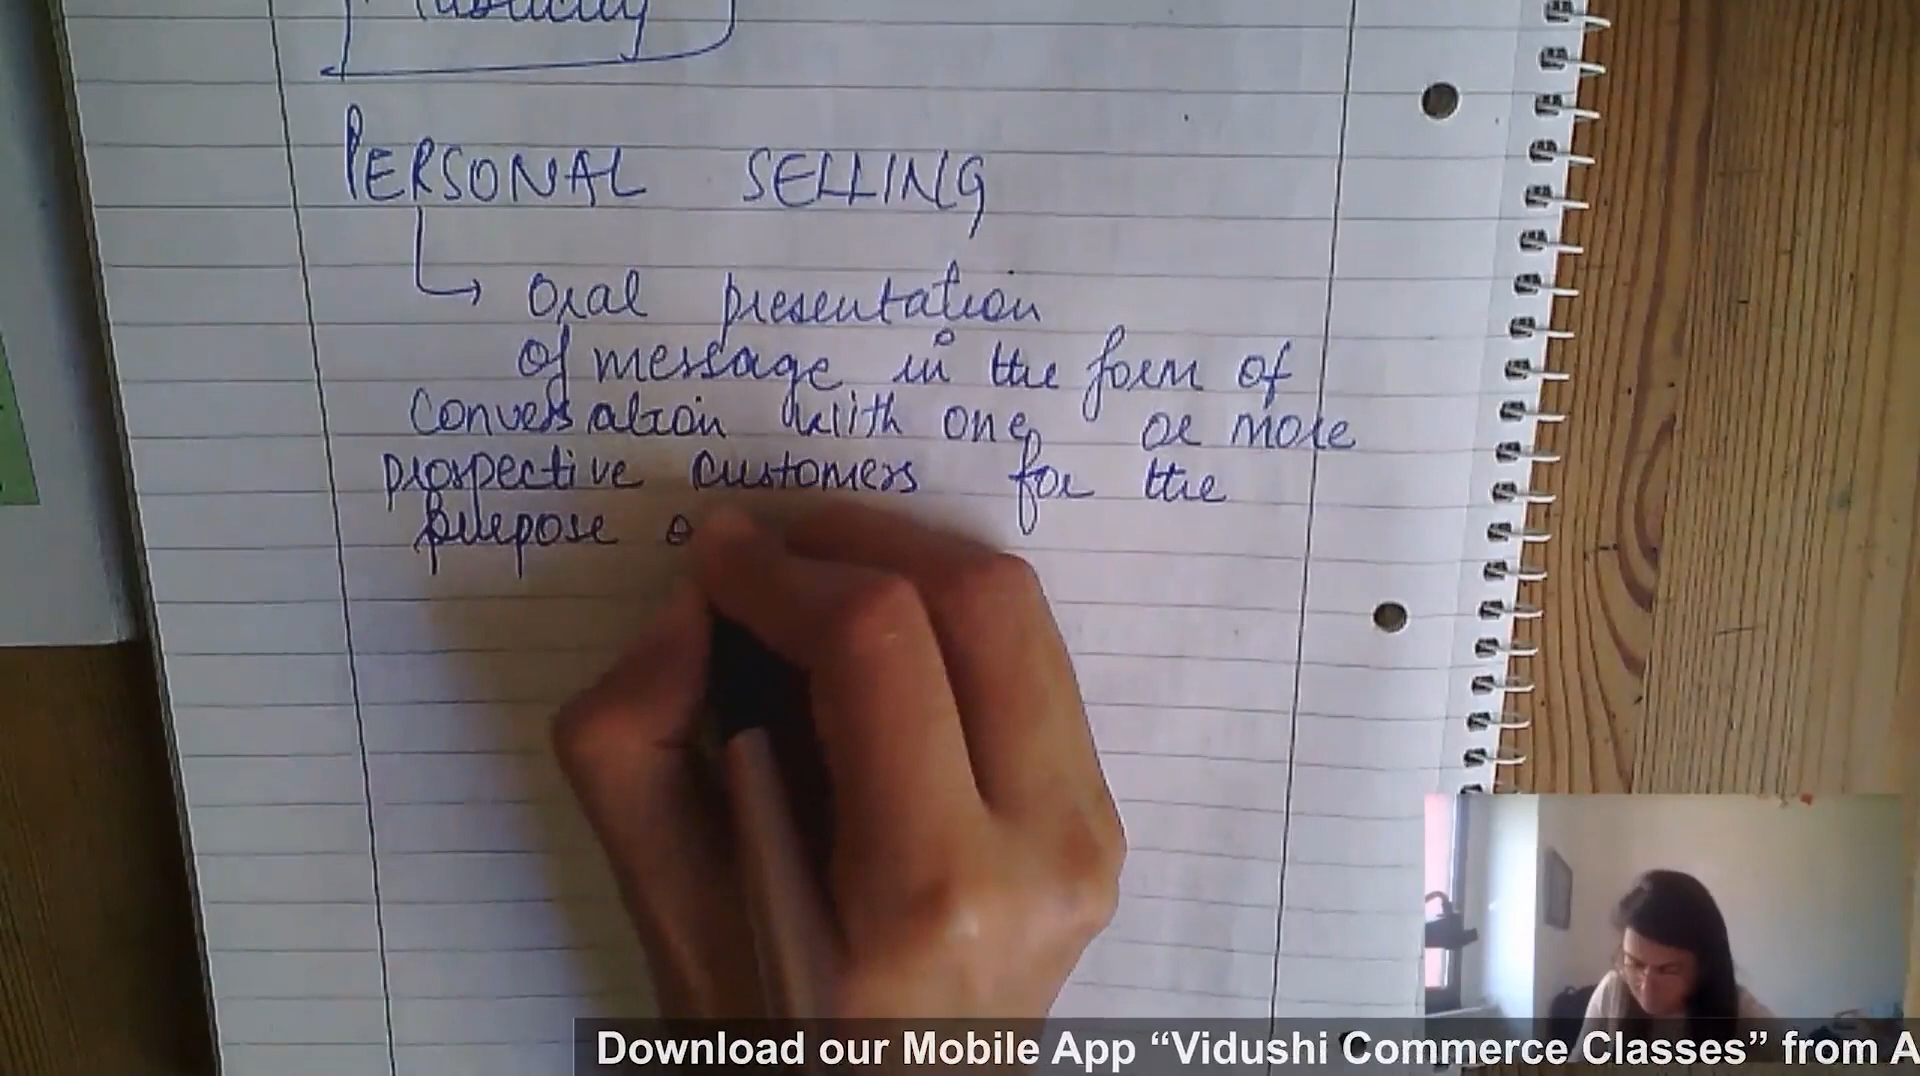 Publicity
PERSONAL SELLING
Oral presentation
of message in the form of
Conversation with one or more
prospective customers for the
purpose o
Download our Mobile App “Vidushi Commerce Classes” from A